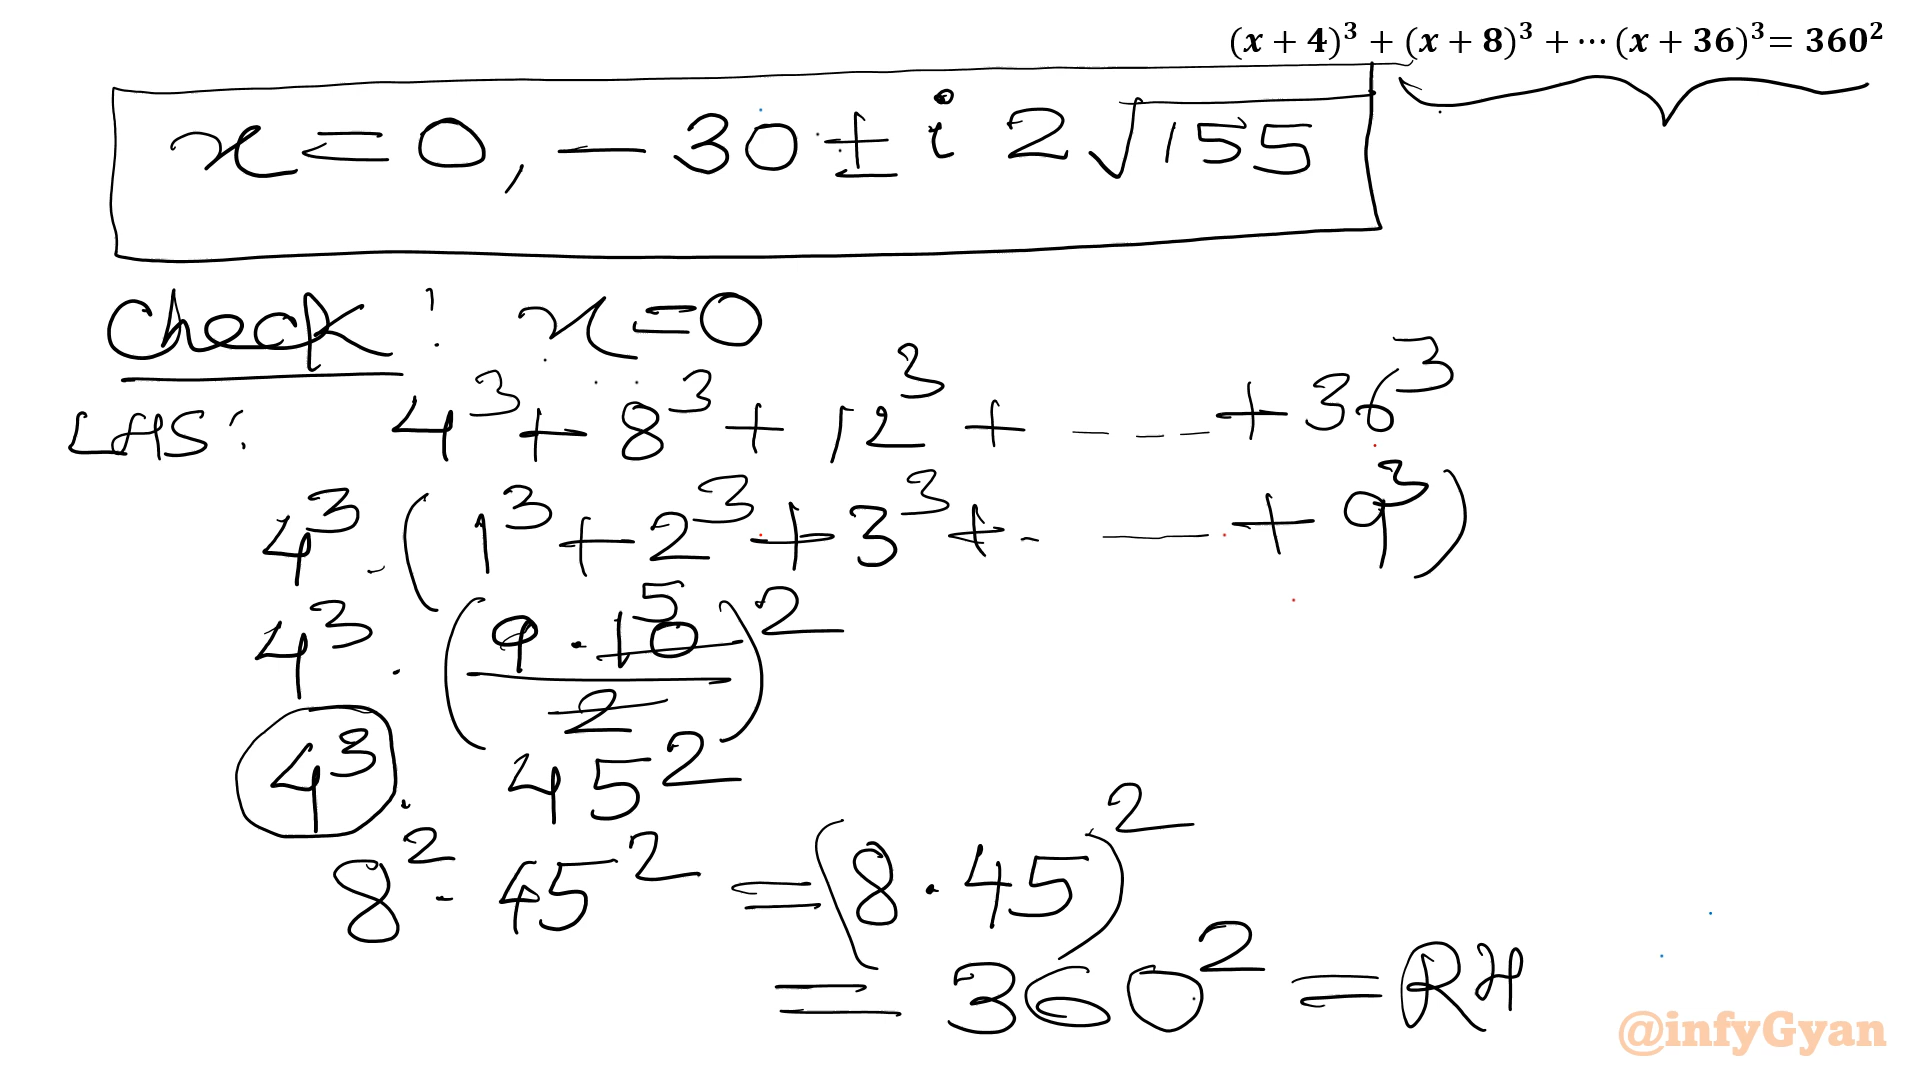 (x + 4)³ + (x + 8)³ + ⋯ (x + 36)³= 360²
x = 0, − 30 ± i 2√155
Check: x = 0
LHS: 4³ + 8³ + 12³ + ---- + 36³
4³ . (1³ + 2³ + 3³ + . —— + 9³)
4³ . (9 . 10 5 / 2)²
4³ . 45²
8² . 45² = (8 . 45)²
= 360² = RH
@infyGyan